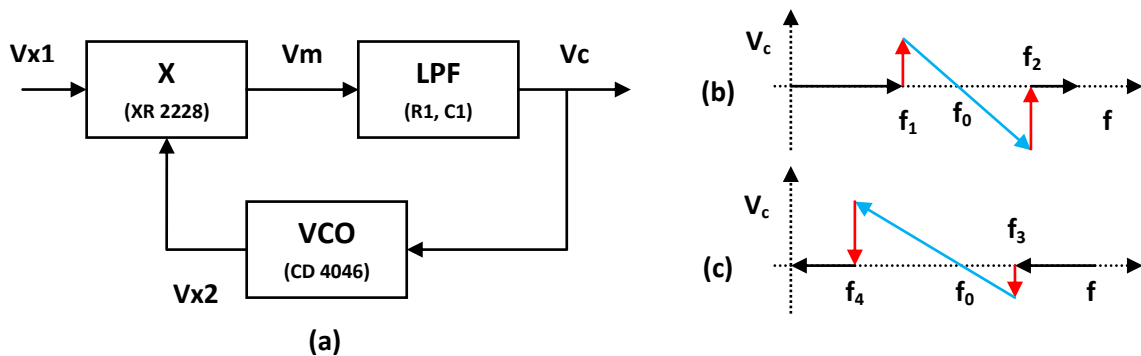 Vx1
X
(XR 2228)
Vm
LPF
(R1, C1)
Vc
VCO
(CD 4046)
Vx2
(a)
Vc
f2
(b)
f1
f0
f
Vc
f3
(c)
f4
f0
f